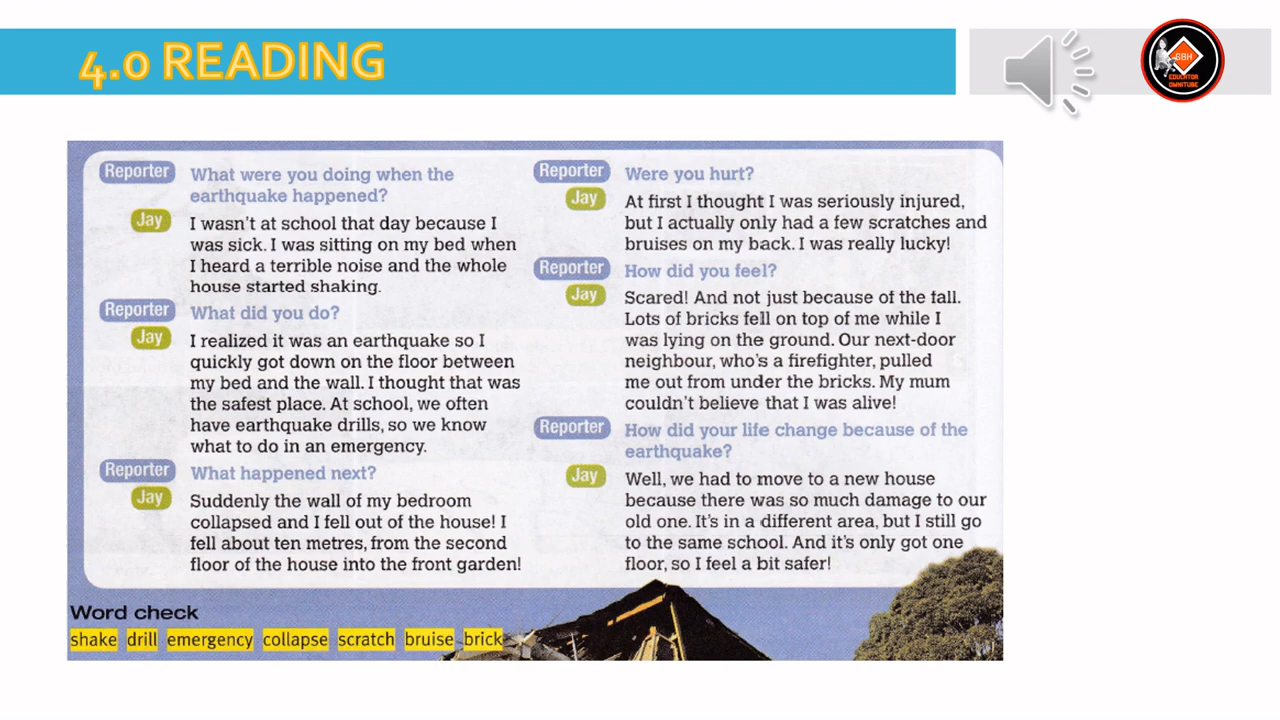 4.0 READING
GBH
EDUCATOR
OMNITUBE
Reporter
What were you doing when the
earthquake happened?
Jay
I wasn't at school that day because I
was sick. I was sitting on my bed when
I heard a terrible noise and the whole
house started shaking.
Reporter
What did you do?
Jay
I realized it was an earthquake so I
quickly got down on the floor between
my bed and the wall. I thought that was
the safest place. At school, we often
have earthquake drills, so we know
what to do in an emergency.
Reporter
What happened next?
Jay
Suddenly the wall of my bedroom
collapsed and I fell out of the house! I
fell about ten metres, from the second
floor of the house into the front garden!
Reporter
Were you hurt?
Jay
At first I thought I was seriously injured,
but I actually only had a few scratches and
bruises on my back. I was really lucky!
Reporter
How did you feel?
Jay
Scared! And not just because of the fall.
Lots of bricks fell on top of me while I
was lying on the ground. Our next-door
neighbour, who's a firefighter, pulled
me out from under the bricks. My mum
couldn't believe that I was alive!
Reporter
How did your life change because of the
earthquake?
Jay
Well, we had to move to a new house
because there was so much damage to our
old one. It's in a different area, but I still go
to the same school. And it's only got one
floor, so I feel a bit safer!
Word check
shake drill emergency collapse scratch bruise brick